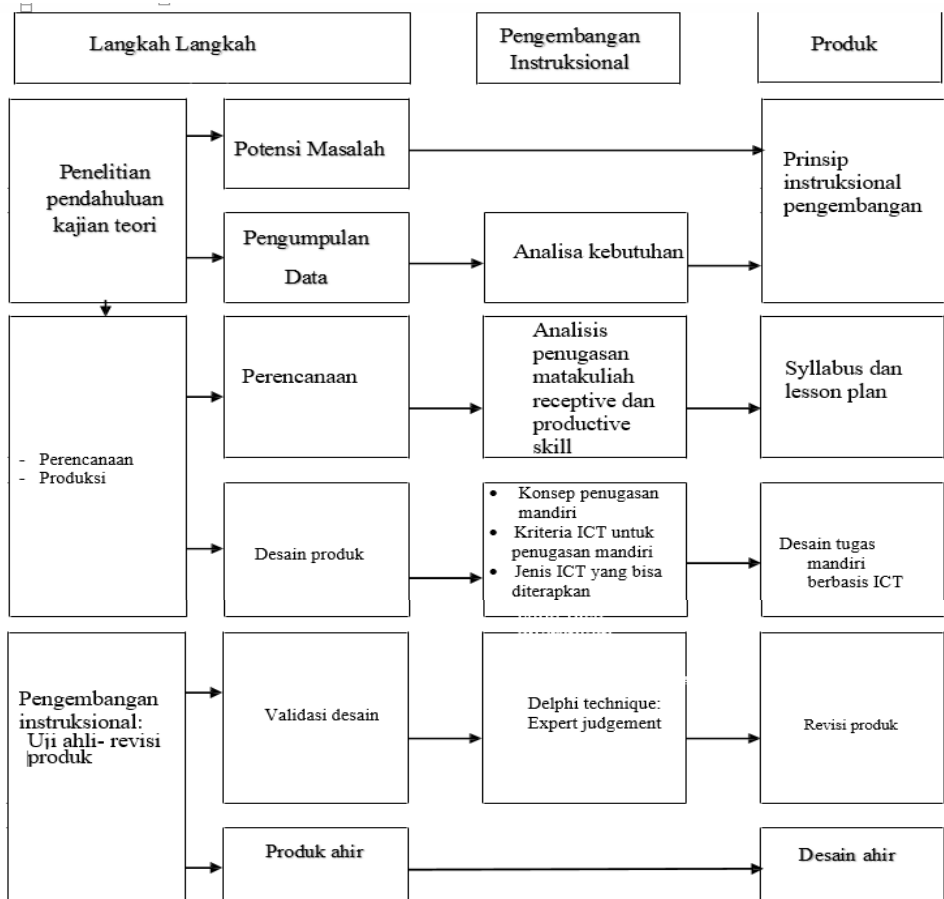 Langkah Langkah
Pengembangan
Instruksional
Produk
Penelitian
pendahuluan
kajian teori
Potensi Masalah
Prinsip
instruksional
pengembangan
Pengumpulan
Data
Analisa kebutuhan
- Perencanaan
- Produksi
Perencanaan
Analisis
penugasan
matakuliah
receptive dan
productive
skill
Syllabus dan
lesson plan
Desain produk
• Konsep penugasan
mandiri
• Kriteria ICT untuk
penugasan mandiri
• Jenis ICT yang bisa
diterapkan
Desain tugas
mandiri
berbasis ICT
Pengembangan
instruksional:
Uji ahli- revisi
produk
Validasi desain
Delphi technique:
Expert judgement
Revisi produk
Produk ahir
Desain ahir